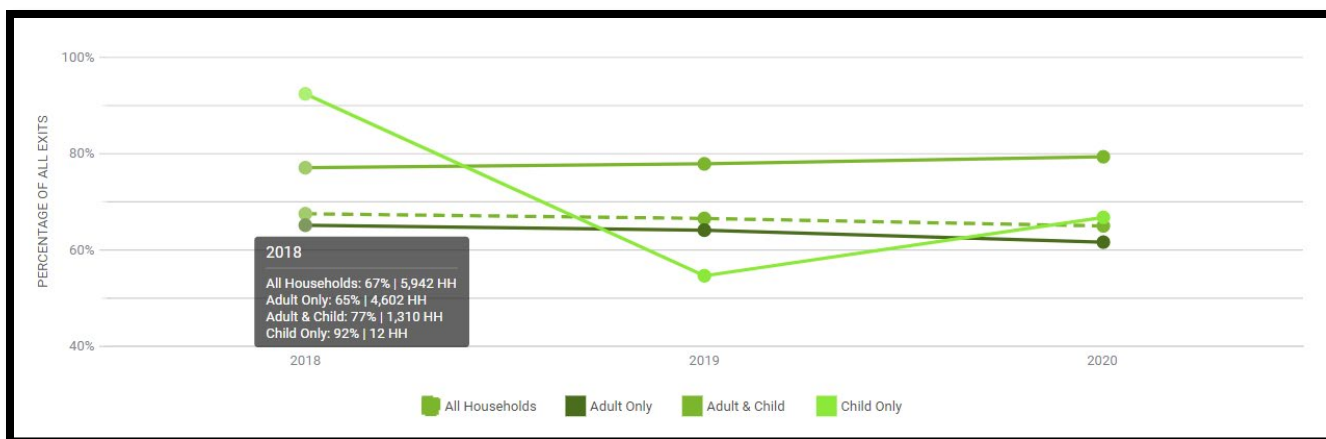 100%
80%
60%
40%
PERCENTAGE OF ALL EXITS
2018
All Households: 67% | 5,942 HH
Adult Only: 65% | 4,602 HH
Adult & Child: 77% | 1,310 HH
Child Only: 92% | 12 HH
2018 2019 2020
All Households Adult Only Adult & Child Child Only